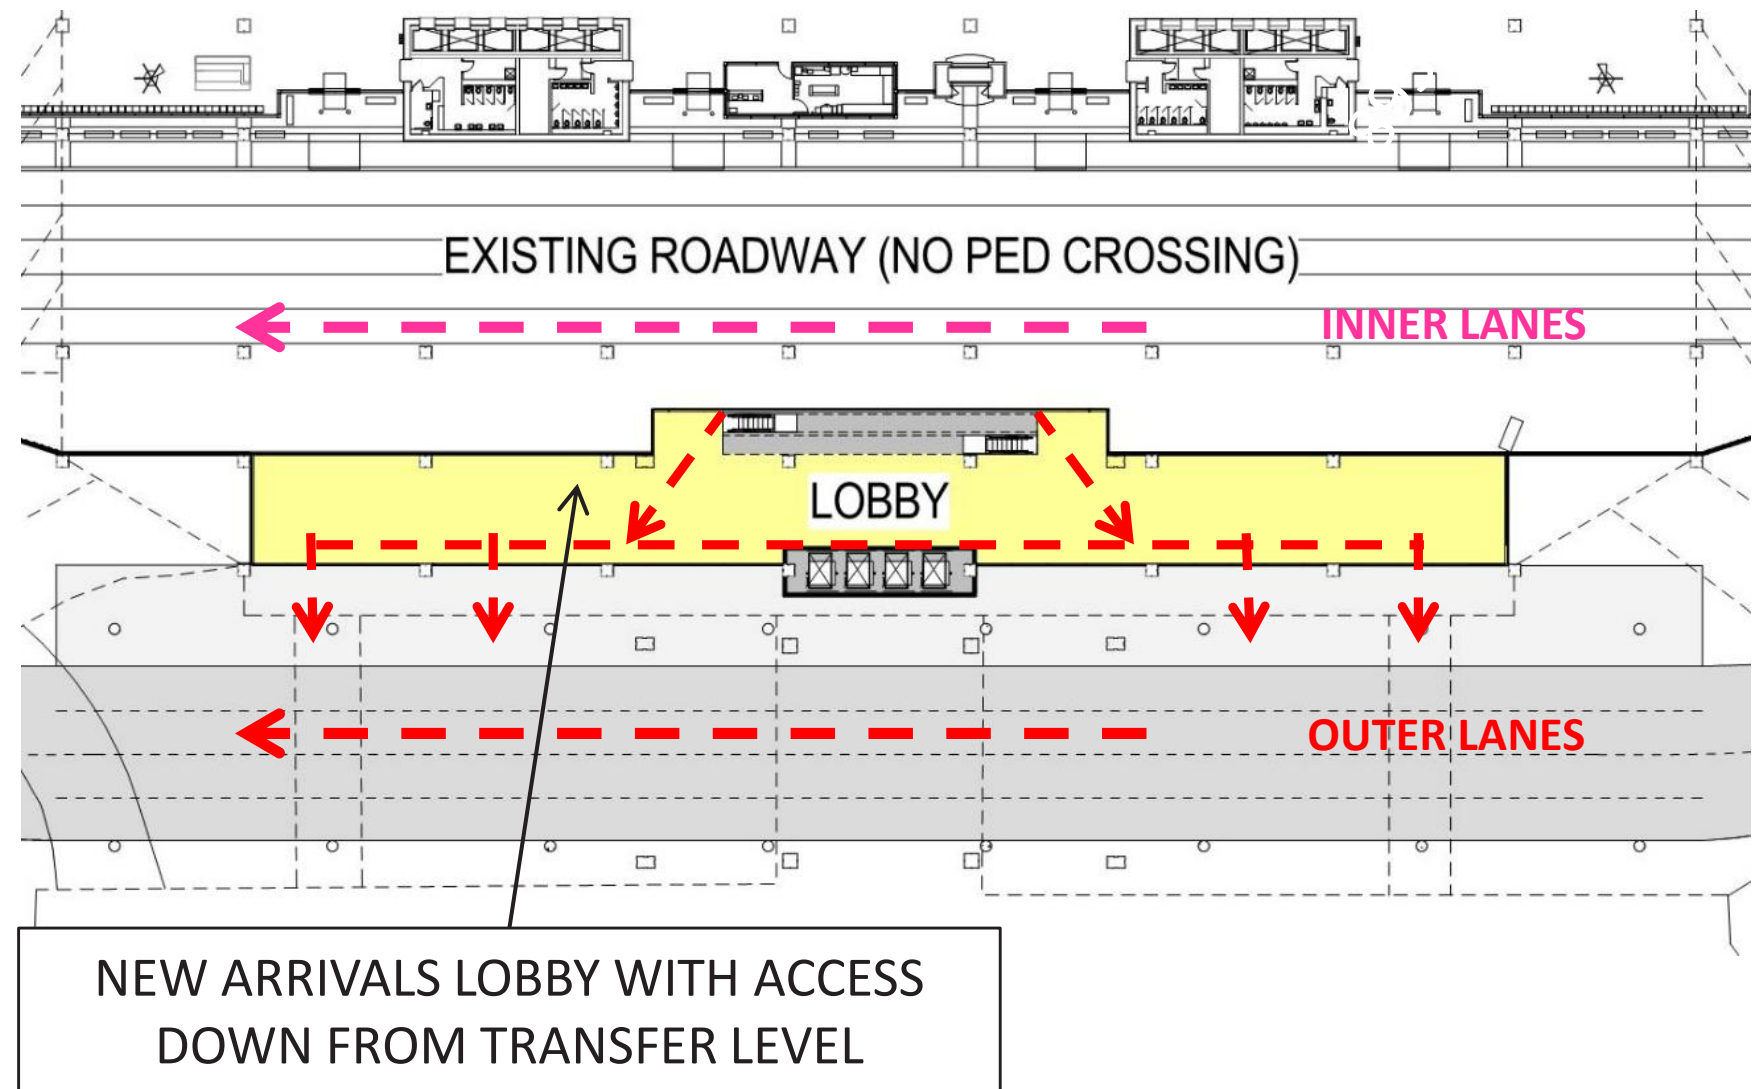 EXISTING ROADWAY (NO PED CROSSING)
INNER LANES
LOBBY
OUTER LANES
NEW ARRIVALS LOBBY WITH ACCESS
DOWN FROM TRANSFER LEVEL